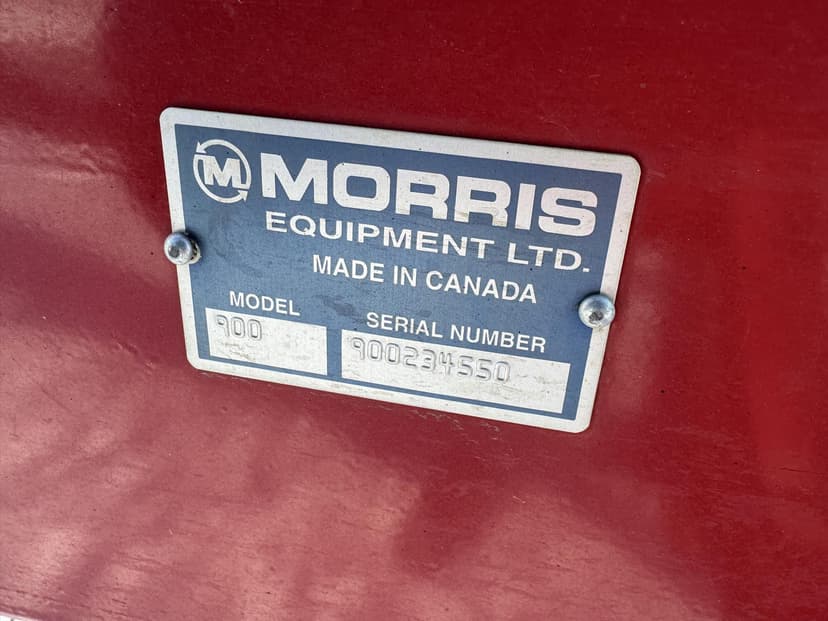 M MORRIS
EQUIPMENT LTD.
MADE IN CANADA
MODEL
900
SERIAL NUMBER
900234550